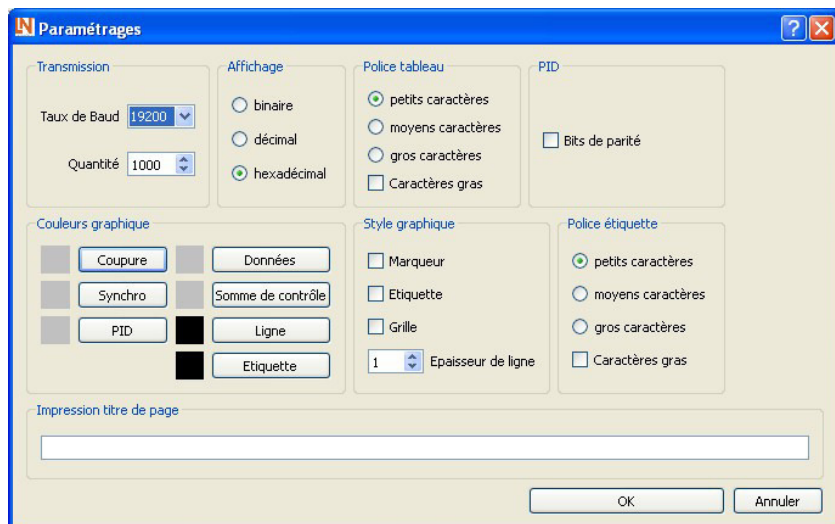 LN Paramétrages
Transmission
Taux de Baud 19200
Quantité 1000
Affichage
binaire
décimal
hexadécimal
Police tableau
petits caractères
moyens caractères
gros caractères
Caractères gras
PID
Bits de parité
Couleurs graphique
Coupure
Données
Synchro
Somme de contrôle
PID
Ligne
Etiquette
Style graphique
Marqueur
Etiquette
Grille
1 Epaisseur de ligne
Police étiquette
petits caractères
moyens caractères
gros caractères
Caractères gras
Impression titre de page
OK
Annuler